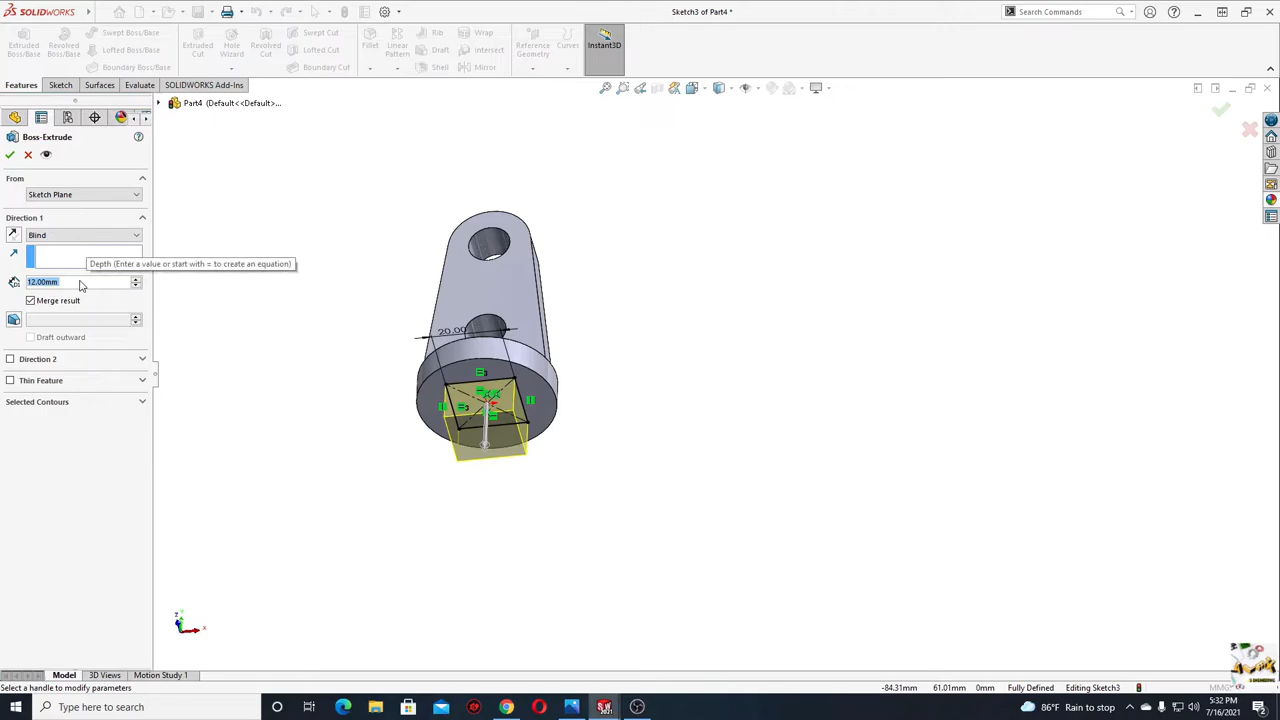 SOLIDWORKS
Sketch3 of Part4 *
Search Commands
Extruded Boss/Base
Revolved Boss/Base
Swept Boss/Base
Lofted Boss/Base
Boundary Boss/Base
Extruded Cut
Hole Wizard
Revolved Cut
Swept Cut
Lofted Cut
Boundary Cut
Fillet
Linear Pattern
Rib
Draft
Shell
Wrap
Intersect
Mirror
Reference Geometry
Curves
Instant3D
Features
Sketch
Surfaces
Evaluate
SOLIDWORKS Add-Ins
Part4 (Default<<Default>...
Boss-Extrude
From
Sketch Plane
Direction 1
Blind
Depth (Enter a value or start with = to create an equation)
12.00mm
Merge result
Draft outward
Direction 2
Thin Feature
Selected Contours
20.00
z
Y
x
Model
3D Views
Motion Study 1
Select a handle to modify parameters
-84.31mm
61.01mm
0mm
Fully Defined
Editing Sketch3
Type here to search
SW
2021
86°F Rain to stop
5:32 PM
7/16/2021
2